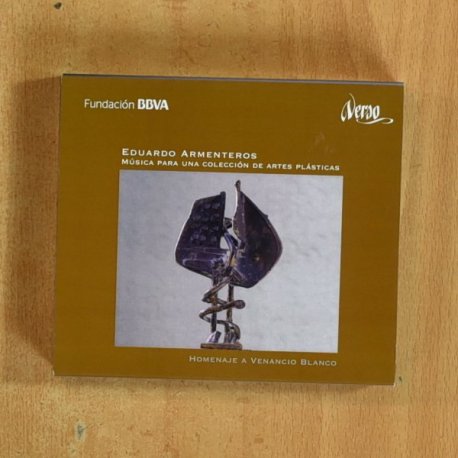 Fundación BBVA
Verso
EDUARDO ARMENTEROS
MÚSICA PARA UNA COLECCIÓN DE ARTES PLÁSTICAS
HOMENAJE A VENANCIO BLANCO